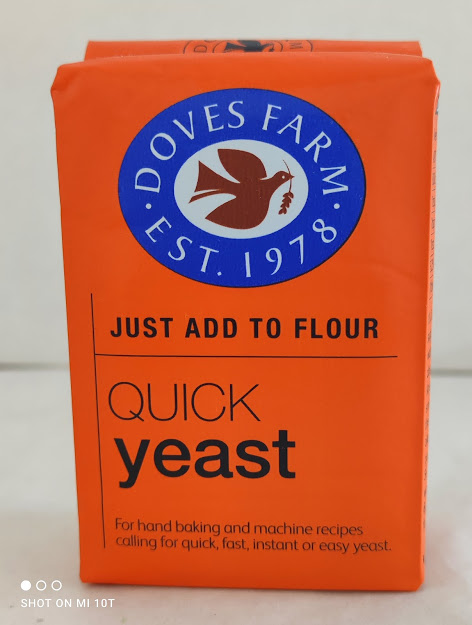 DOVES FARM
· EST. 1978 ·
JUST ADD TO FLOUR
QUICK
yeast
For hand baking and machine recipes
calling for quick, fast, instant or easy yeast.
SHOT ON MI 10T